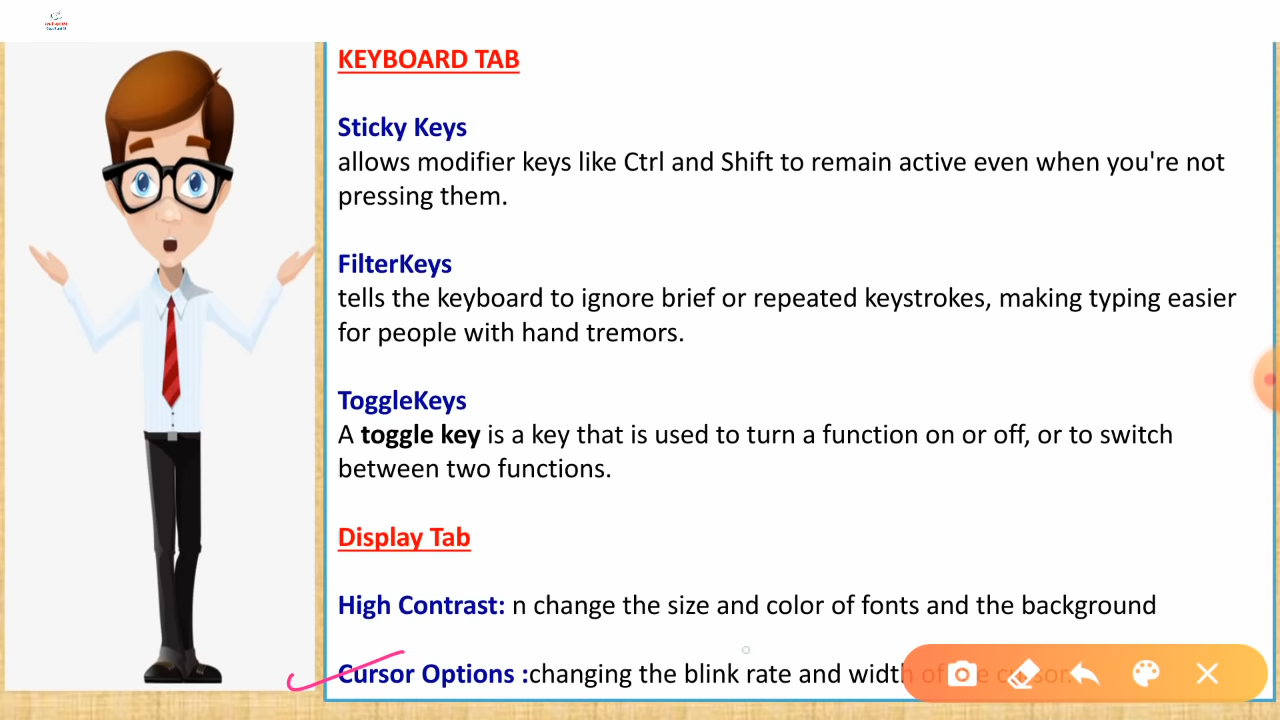 KEYBOARD TAB
Sticky Keys
allows modifier keys like Ctrl and Shift to remain active even when you're not
pressing them.
FilterKeys
tells the keyboard to ignore brief or repeated keystrokes, making typing easier
for people with hand tremors.
ToggleKeys
A toggle key is a key that is used to turn a function on or off, or to switch
between two functions.
Display Tab
High Contrast: n change the size and color of fonts and the background
Cursor Options :changing the blink rate and width of